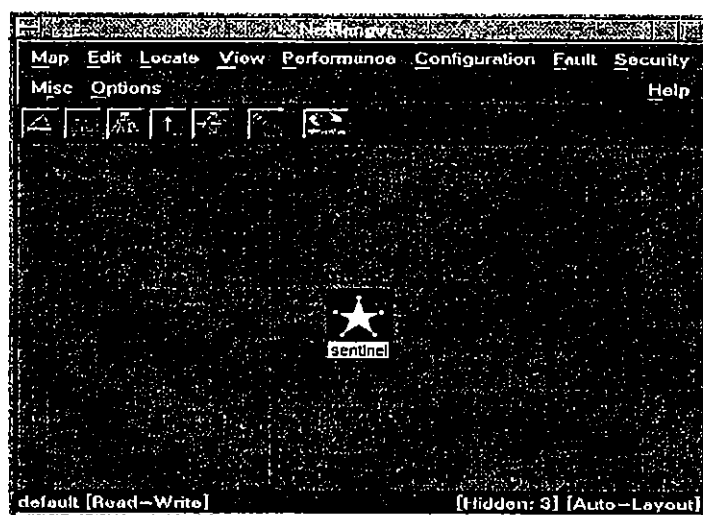 Map Edit Locate View Performance Configuration Fault Security
Misc Options Help
sentinel
default [Read-Write] [Hidden: 3] [Auto-Layout]